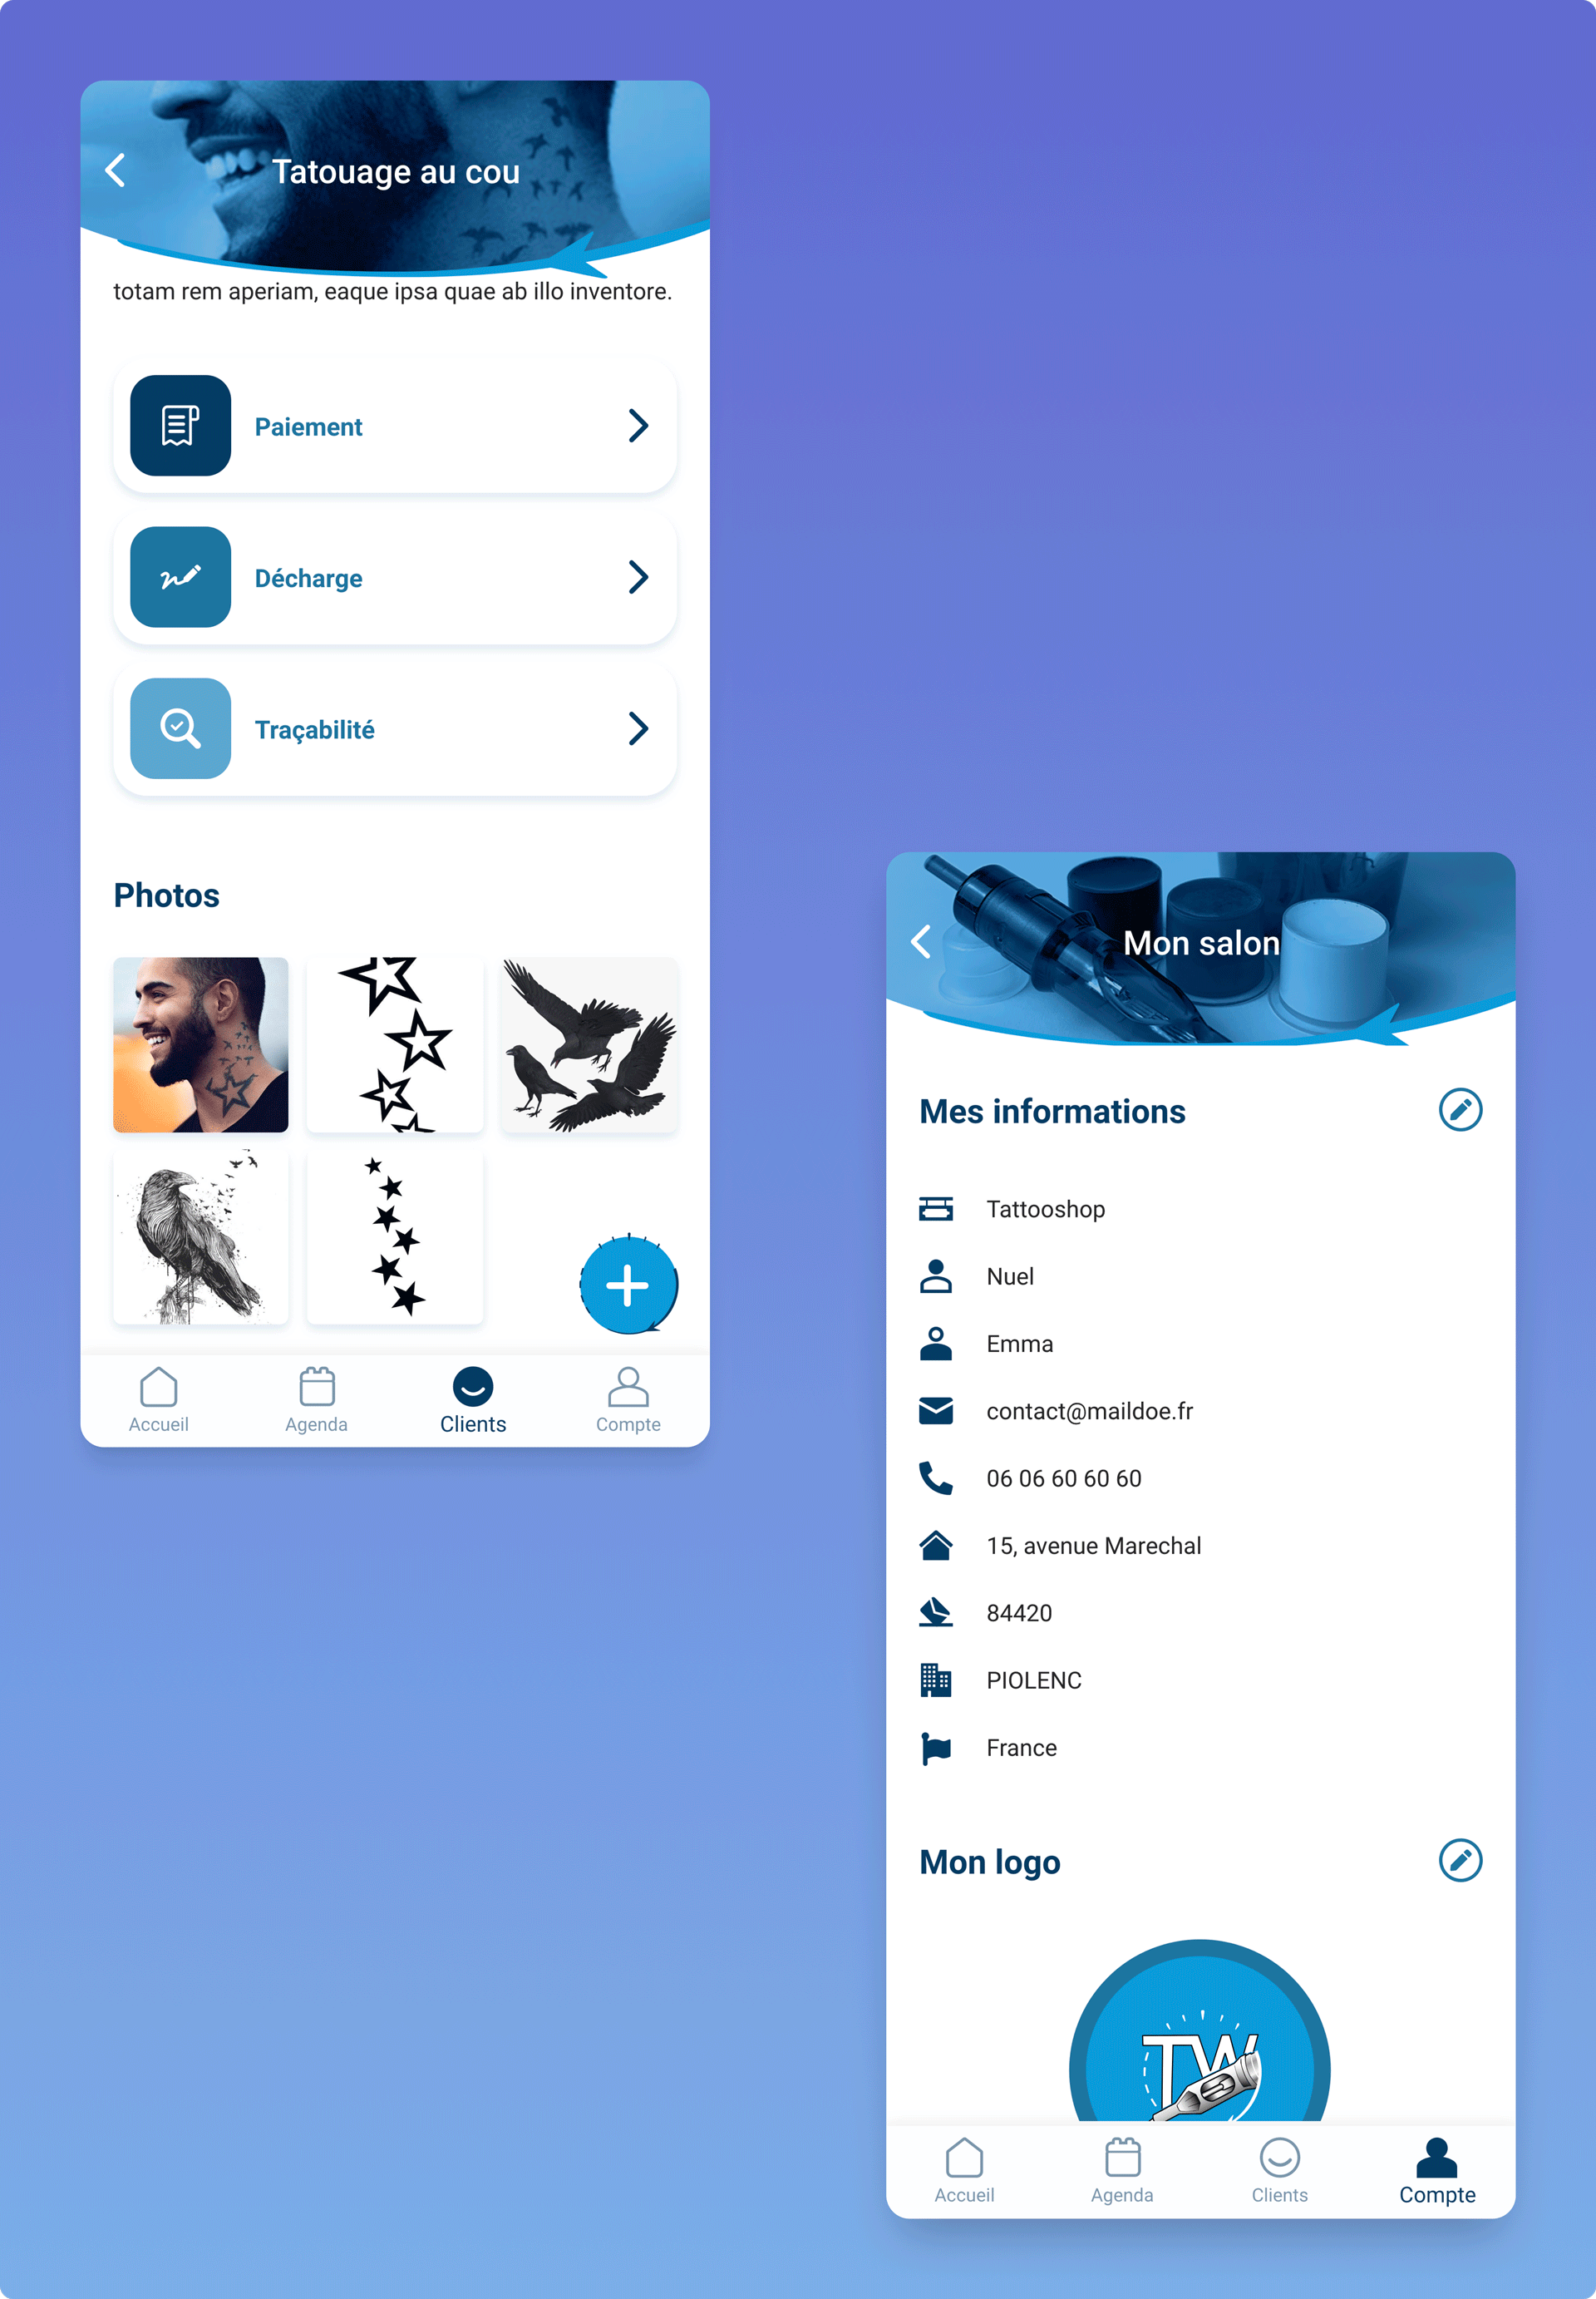 Tatouage au cou
totam rem aperiam, eaque ipsa quae ab illo inventore.
Paiement
Décharge
Traçabilité
Photos
Accueil
Agenda
Clients
Compte
Mon salon
Mes informations
Tattooshop
Nuel
Emma
contact@maildoe.fr
06 06 60 60 60
15, avenue Marechal
84420
PIOLENC
France
Mon logo
TW
Accueil
Agenda
Clients
Compte